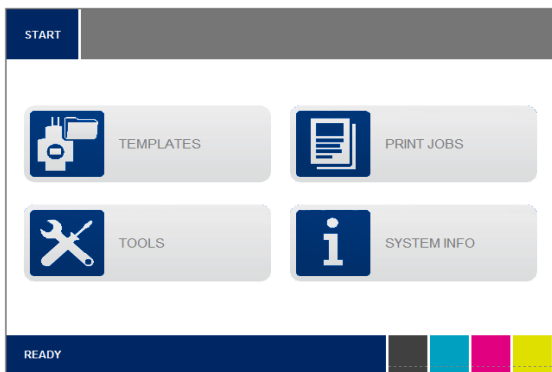 START
TEMPLATES
PRINT JOBS
TOOLS
SYSTEM INFO
READY